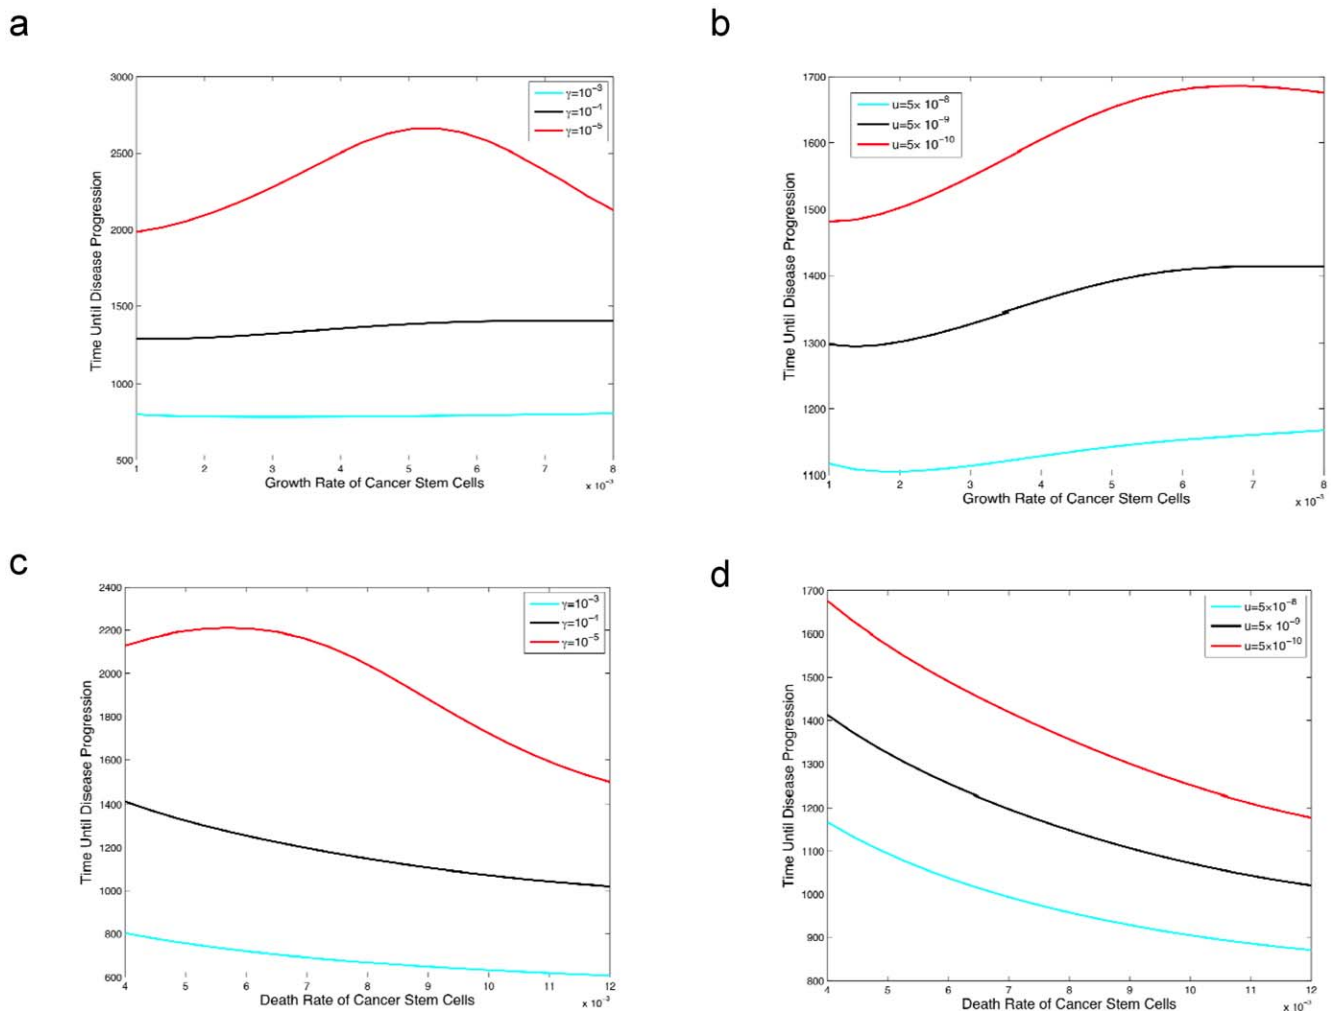 a
3000
2500
2000
1500
1000
500
1 2 3 4 5 6 7 8
Time Until Disease Progression
Growth Rate of Cancer Stem Cells
x 10⁻³
γ=10⁻³
γ=10⁻¹
γ=10⁻⁵
b
1700
1600
1500
1400
1300
1200
1100
1 2 3 4 5 6 7 8
Time Until Disease Progression
Growth Rate of Cancer Stem Cells
x 10⁻³
u=5× 10⁻⁸
u=5× 10⁻⁹
u=5× 10⁻¹⁰
c
2400
2200
2000
1800
1600
1400
1200
1000
800
600
4 5 6 7 8 9 10 11 12
Time Until Disease Progression
Death Rate of Cancer Stem Cells
x 10⁻³
γ=10⁻³
γ=10⁻¹
γ=10⁻⁵
d
1700
1600
1500
1400
1300
1200
1100
1000
900
800
4 5 6 7 8 9 10 11 12
Time Until Disease Progression
Death Rate of Cancer Stem Cells
x 10⁻³
u=5×10⁻⁸
u=5× 10⁻⁹
u=5×10⁻¹⁰